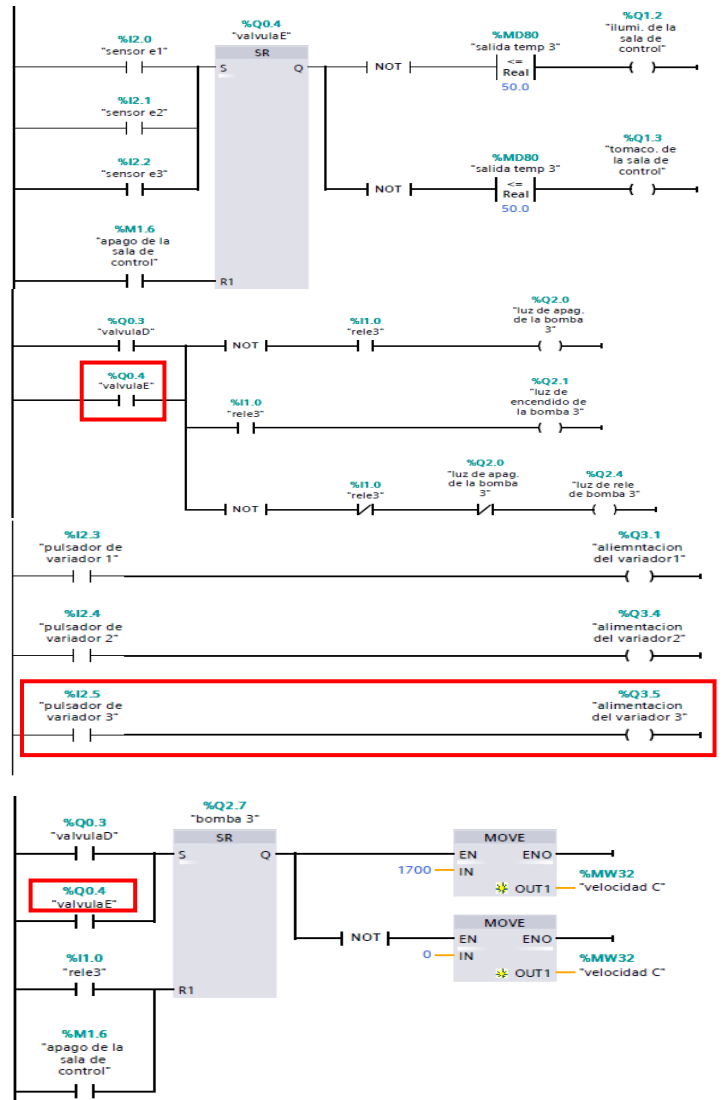 %Q0.4
"valvulaE"
SR
S
Q
R1
%I2.0
"sensor e1"
%I2.1
"sensor e2"
%I2.2
"sensor e3"
%M1.6
"apago de la
sala de
control"
NOT
%MD80
"salida temp 3"
<=
Real
50.0
%Q1.2
"ilumi. de la
sala de
control"
NOT
%MD80
"salida temp 3"
<=
Real
50.0
%Q1.3
"tomaco. de
la sala de
control"
%Q0.3
"valvulaD"
NOT
%I1.0
"rele3"
%Q2.0
"luz de apag.
de la bomba
3"
%Q0.4
"valvulaE"
%I1.0
"rele3"
%Q2.1
"luz de
encendido de
la bomba 3"
NOT
%I1.0
"rele3"
%Q2.0
"luz de apag.
de la bomba
3"
%Q2.4
"luz de rele
de bomba 3"
%I2.3
"pulsador de
variador 1"
%Q3.1
"aliemntacion
del variador1"
%I2.4
"pulsador de
variador 2"
%Q3.4
"alimentacion
del variador2"
%I2.5
"pulsador de
variador 3"
%Q3.5
"alimentacion
del variador 3"
%Q0.3
"valvulaD"
%Q0.4
"valvulaE"
%I1.0
"rele3"
%M1.6
"apago de la
sala de
control"
%Q2.7
"bomba 3"
SR
S
Q
R1
MOVE
EN
ENO
1700
IN
OUT1
%MW32
"velocidad C"
NOT
MOVE
EN
ENO
0
IN
OUT1
%MW32
"velocidad C"